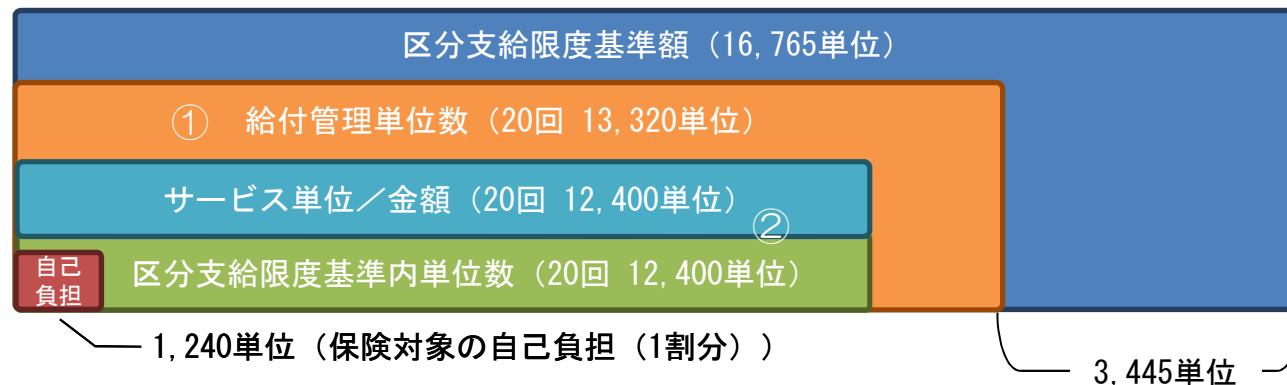 区分支給限度基準額（16,765単位）
① 給付管理単位数（20回 13,320単位）
サービス単位／金額（20回 12,400単位）
②
自己
負担
区分支給限度基準内単位数（20回 12,400単位）
1,240単位（保険対象の自己負担（1割分））
3,445単位